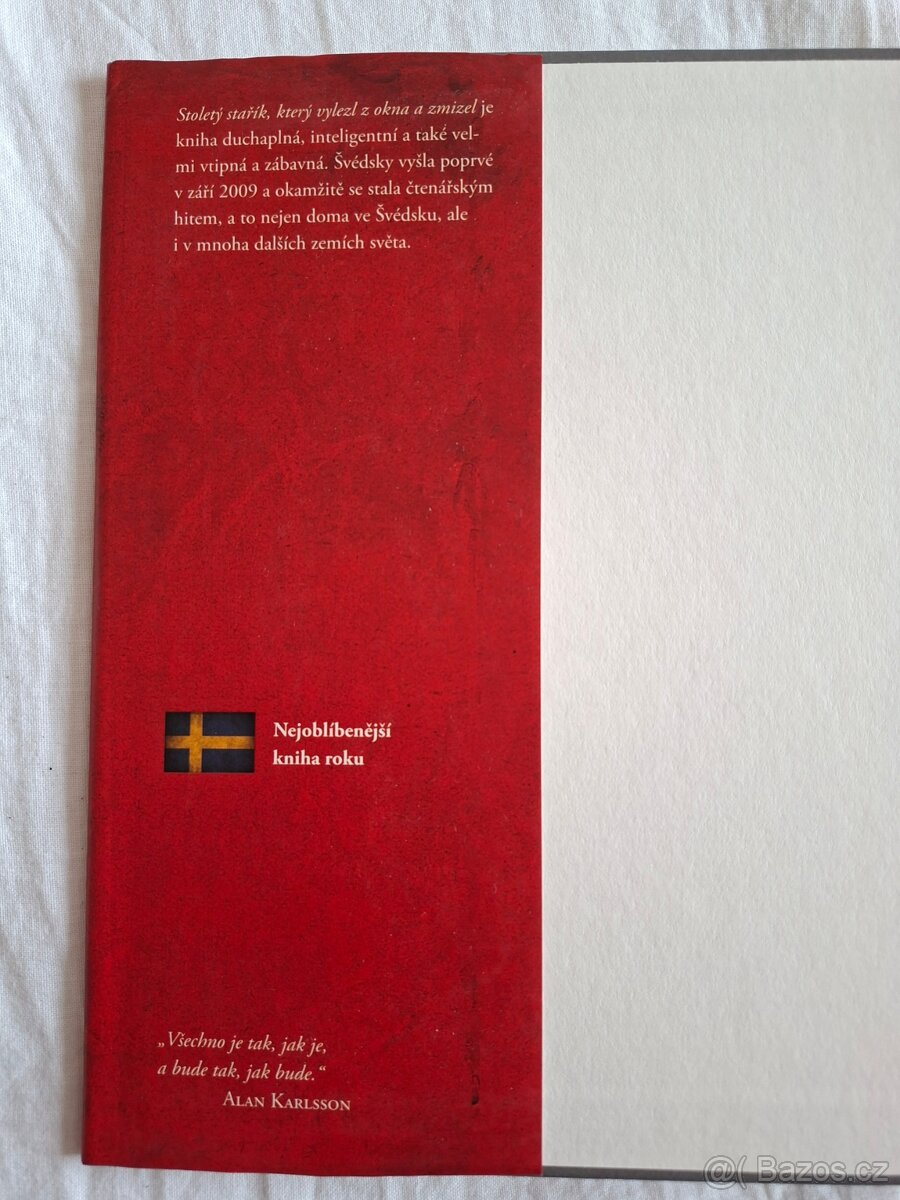 Stoletý stařík, který vylezl z okna a zmizel je
kniha duchaplná, inteligentní a také vel-
mi vtipná a zábavná. Švédsky vyšla poprvé
v září 2009 a okamžitě se stala čtenářským
hitem, a to nejen doma ve Švédsku, ale
i v mnoha dalších zemích světa.
Nejoblíbenější
kniha roku
„Všechno je tak, jak je,
a bude tak, jak bude.“
ALAN KARLSSON
@( Bazos.cz